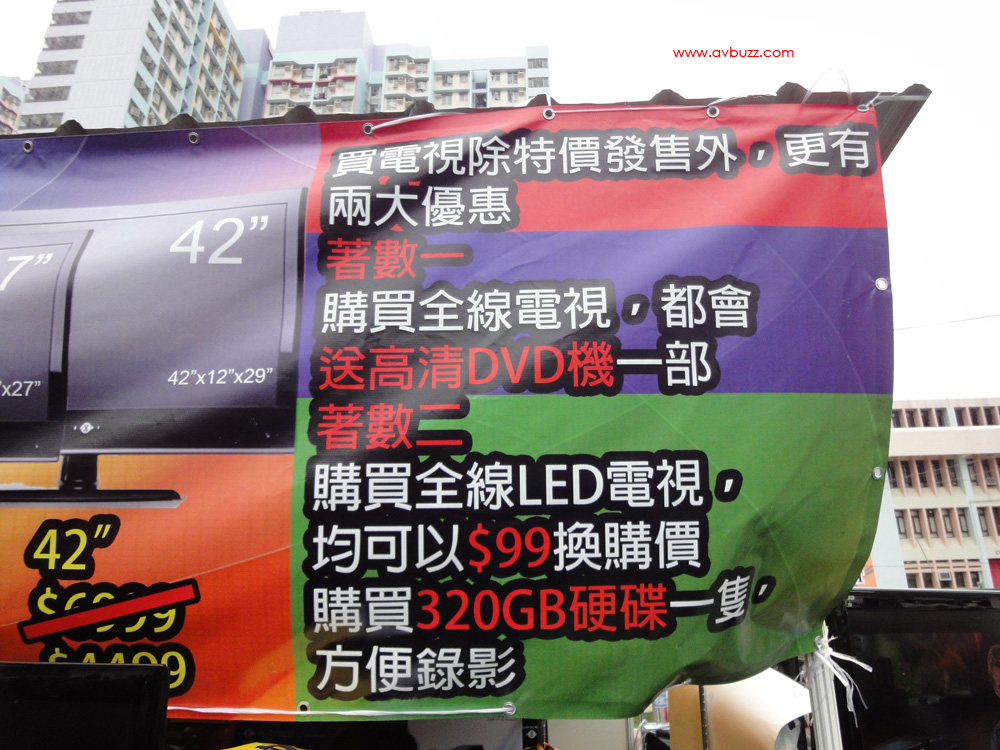 www.avbuzz.com
買電視除特價發售外，更有
兩大優惠
著數一
購買全線電視，都會
送高清DVD機一部
著數二
購買全線LED電視，
均可以$99換購價
購買320GB硬碟一隻，
方便錄影
7”
42”
x27”
42”x12”x29”
42”
$4499